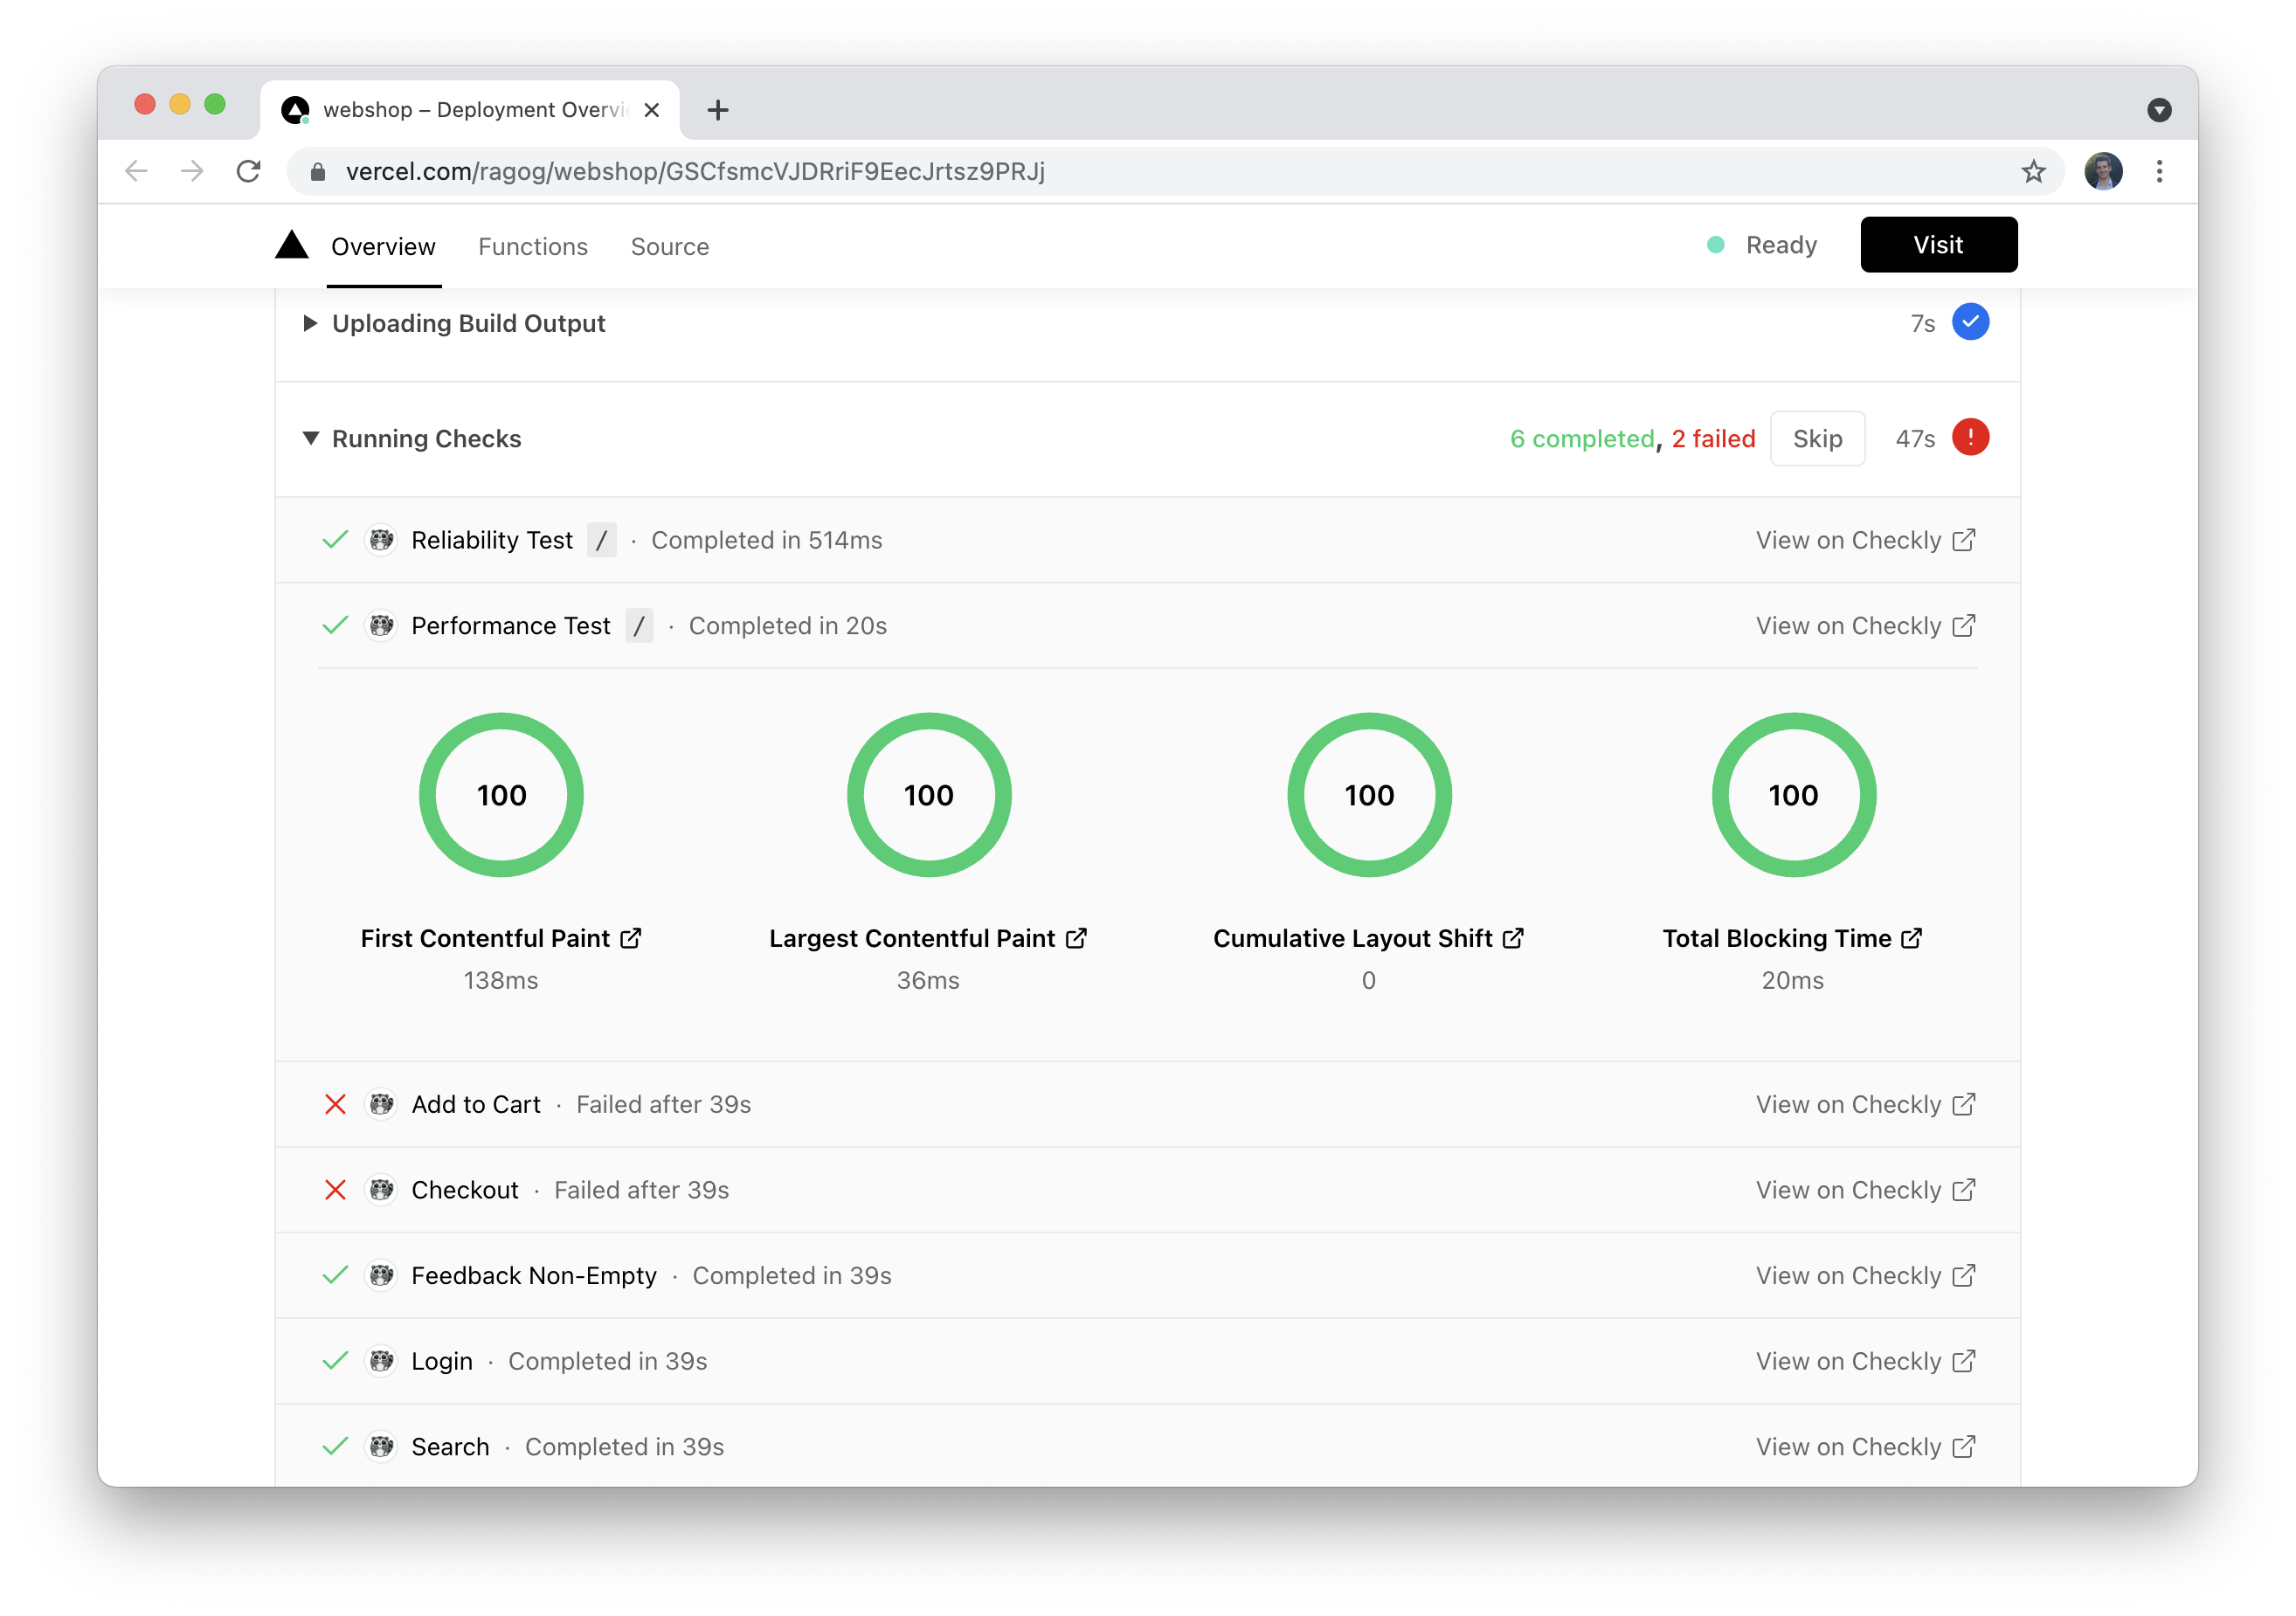 webshop – Deployment Overvi
vercel.com/ragog/webshop/GSCfsmcVJDRriF9EecJrtsz9PRJj
Overview Functions Source Ready Visit
Uploading Build Output 7s
Running Checks 6 completed, 2 failed Skip 47s
Reliability Test / · Completed in 514ms View on Checkly
Performance Test / · Completed in 20s View on Checkly
100 100 100 100
First Contentful Paint Largest Contentful Paint Cumulative Layout Shift Total Blocking Time
138ms 36ms 0 20ms
Add to Cart · Failed after 39s View on Checkly
Checkout · Failed after 39s View on Checkly
Feedback Non-Empty · Completed in 39s View on Checkly
Login · Completed in 39s View on Checkly
Search · Completed in 39s View on Checkly